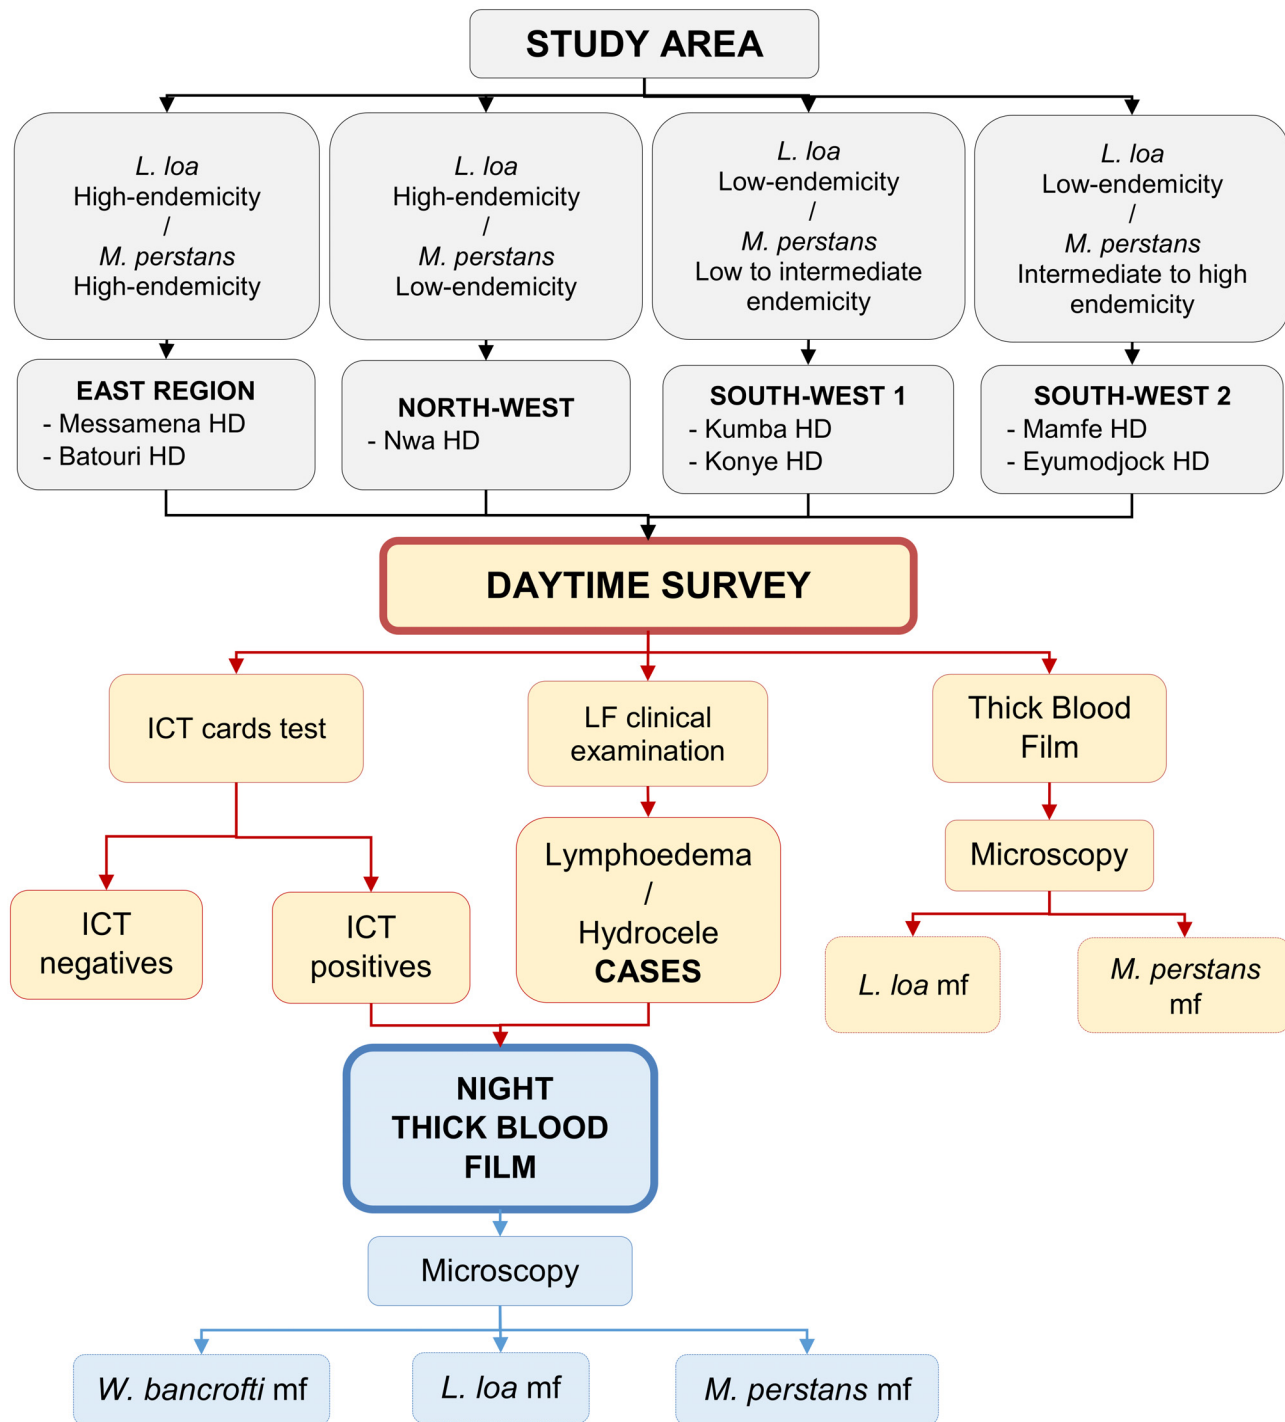 STUDY AREA
L. loa
High-endemicity
/
M. perstans
High-endemicity
L. loa
High-endemicity
/
M. perstans
Low-endemicity
L. loa
Low-endemicity
/
M. perstans
Low to intermediate
endemicity
L. loa
Low-endemicity
/
M. perstans
Intermediate to high
endemicity
EAST REGION
- Messamena HD
- Batouri HD
NORTH-WEST
- Nwa HD
SOUTH-WEST 1
- Kumba HD
- Konye HD
SOUTH-WEST 2
- Mamfe HD
- Eyumodjock HD
DAYTIME SURVEY
ICT cards test
LF clinical
examination
Thick Blood
Film
ICT
negatives
ICT
positives
Lymphoedema
/
Hydrocele
CASES
Microscopy
L. loa mf
M. perstans
mf
NIGHT
THICK BLOOD
FILM
Microscopy
W. bancrofti mf
L. loa mf
M. perstans mf